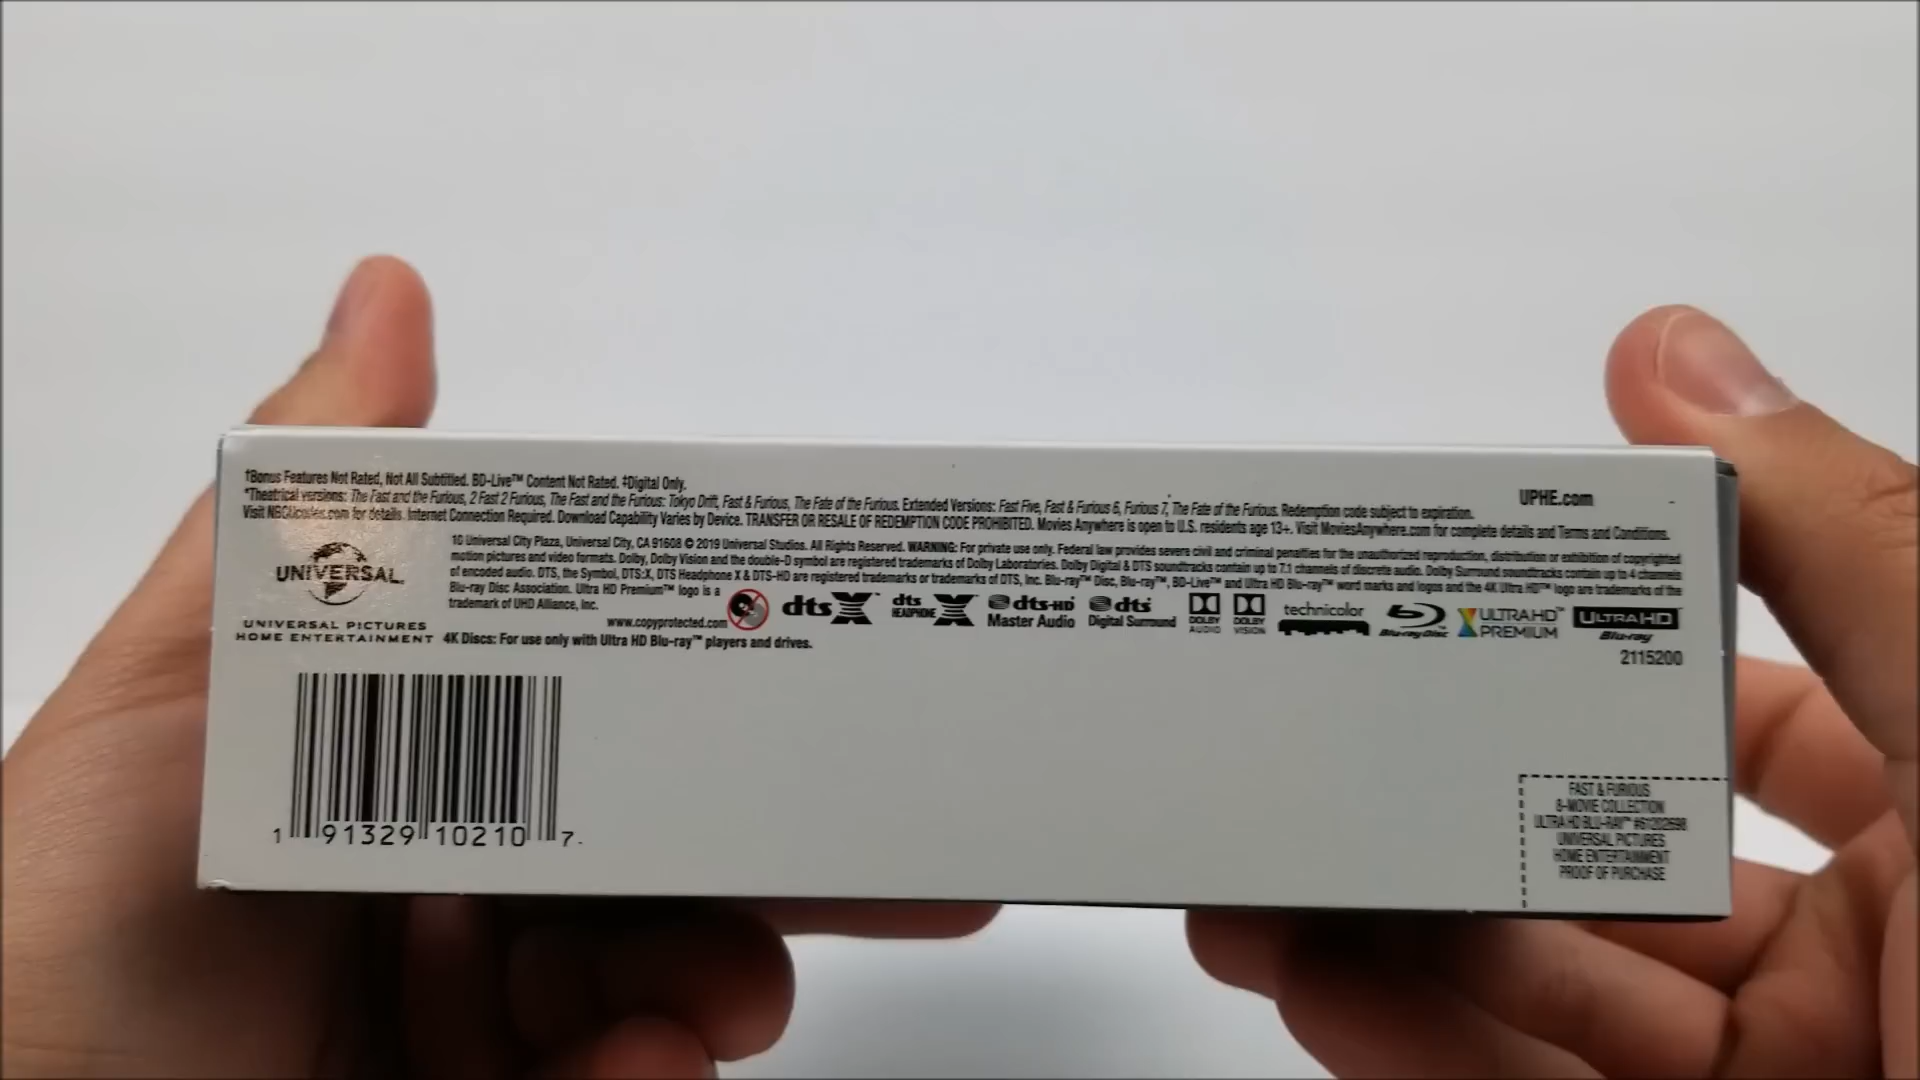 †Bonus Features Not Rated, Not All Subtitled. BD-Live™ Content Not Rated. ‡Digital Only.
*Theatrical versions: The Fast and the Furious, 2 Fast 2 Furious, The Fast and the Furious: Tokyo Drift, Fast & Furious, The Fate of the Furious. Extended Versions: Fast Five, Fast & Furious 6, Furious 7, The Fate of the Furious. Redemption code subject to expiration.
UPHE.com
Visit NBCUcodes.com for details. Internet Connection Required. Download Capability Varies by Device. TRANSFER OR RESALE OF REDEMPTION CODE PROHIBITED. Movies Anywhere is open to U.S. residents age 13+. Visit MoviesAnywhere.com for complete details and Terms and Conditions.
10 Universal City Plaza, Universal City, CA 91608 © 2019 Universal Studios. All Rights Reserved. WARNING: For private use only. Federal law provides severe civil and criminal penalties for the unauthorized reproduction, distribution or exhibition of copyrighted
motion pictures and video formats. Dolby, Dolby Vision and the double-D symbol are registered trademarks of Dolby Laboratories. Dolby Digital & DTS soundtracks contain up to 7.1 channels of discrete audio. Dolby Surround soundtracks contain up to 4 channels
of encoded audio. DTS, the Symbol, DTS:X, DTS Headphone X & DTS-HD are registered trademarks or trademarks of DTS, Inc. Blu-ray™ Disc, Blu-ray™, BD-Live™ and Ultra HD Blu-ray™ word marks and logos and the 4K Ultra HD™ logo are trademarks of the
Blu-ray Disc Association. Ultra HD Premium™ logo is a
trademark of UHD Alliance, Inc.
www.copyprotected.com
UNIVERSAL
UNIVERSAL PICTURES
HOME ENTERTAINMENT
dts X™
dts HEADPHONE X™
dts-HD Master Audio
dts Digital Surround
DOLBY AUDIO
DOLBY VISION
technicolor
Blu-ray Disc™
ULTRA HD™ PREMIUM
ULTRA HD Blu-ray™
4K Discs: For use only with Ultra HD Blu-ray™ players and drives.
2115200
1 91329 10210 7
FAST & FURIOUS
8-MOVIE COLLECTION
ULTRA HD BLU-RAY™ #61202698
UNIVERSAL PICTURES
HOME ENTERTAINMENT
PROOF OF PURCHASE